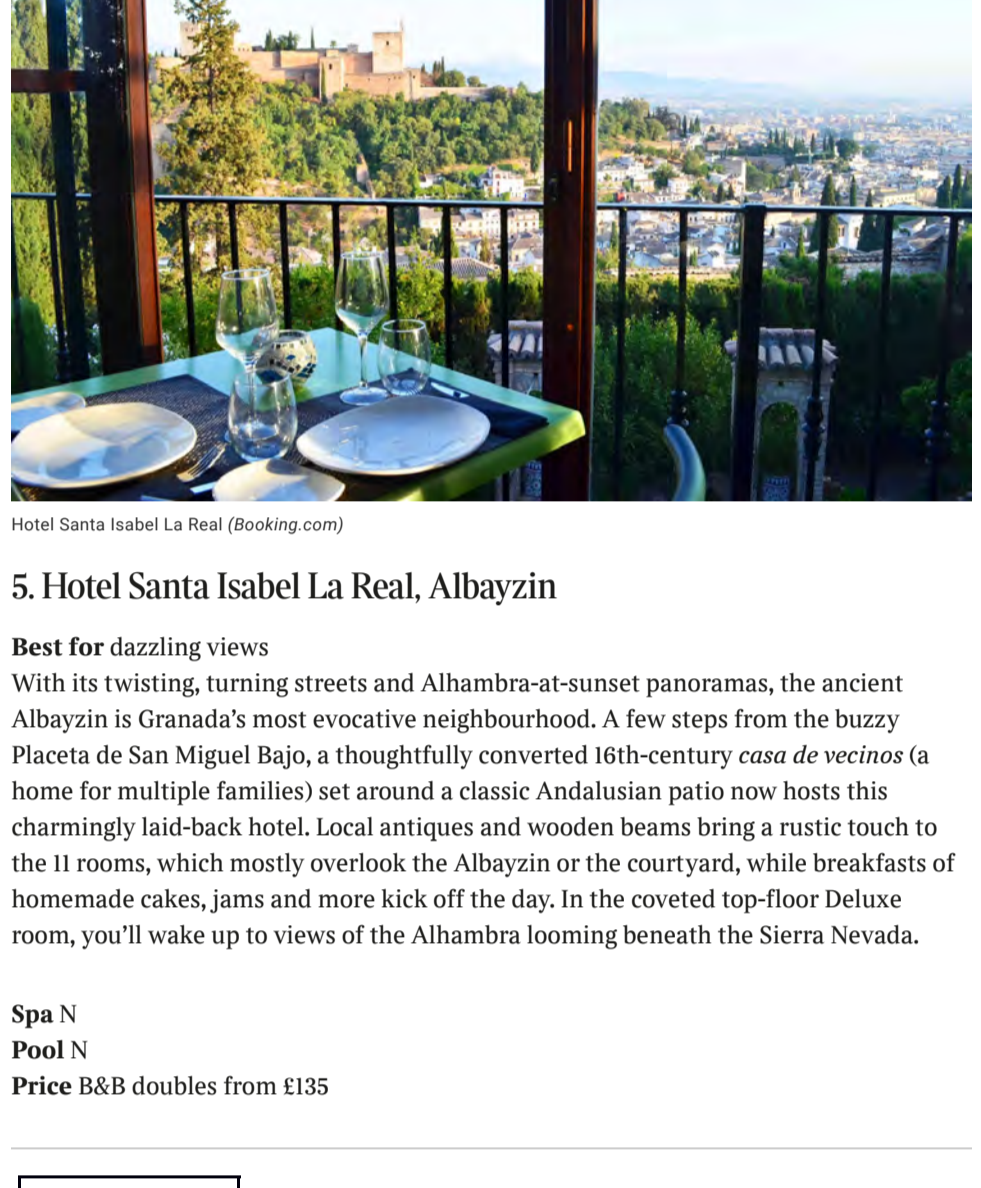 Hotel Santa Isabel La Real (Booking.com)
5. Hotel Santa Isabel La Real, Albayzin
Best for dazzling views
With its twisting, turning streets and Alhambra-at-sunset panoramas, the ancient
Albayzin is Granada’s most evocative neighbourhood. A few steps from the buzzy
Placeta de San Miguel Bajo, a thoughtfully converted 16th-century casa de vecinos (a
home for multiple families) set around a classic Andalusian patio now hosts this
charmingly laid-back hotel. Local antiques and wooden beams bring a rustic touch to
the 11 rooms, which mostly overlook the Albayzin or the courtyard, while breakfasts of
homemade cakes, jams and more kick off the day. In the coveted top-floor Deluxe
room, you’ll wake up to views of the Alhambra looming beneath the Sierra Nevada.
Spa N
Pool N
Price B&B doubles from £135